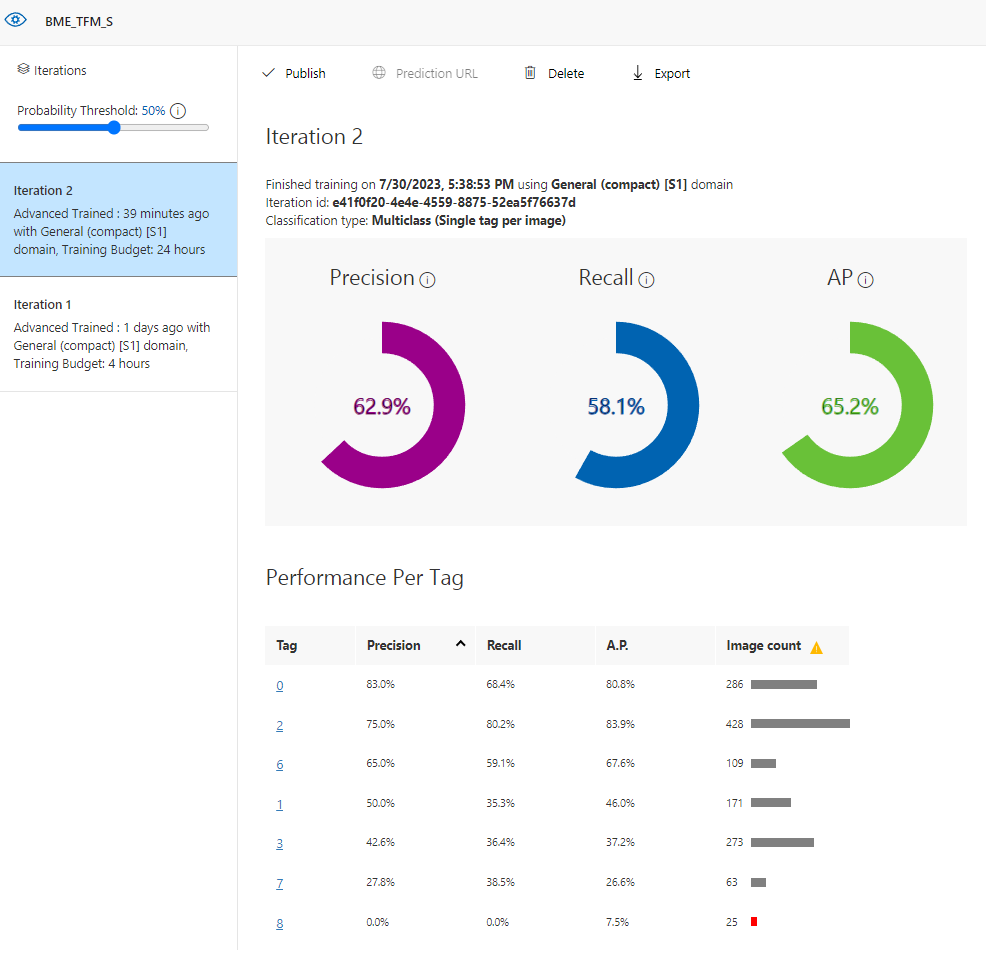 BME_TFM_S
Iterations
Probability Threshold: 50%
Iteration 2
Advanced Trained : 39 minutes ago
with General (compact) [S1]
domain, Training Budget: 24 hours
Iteration 1
Advanced Trained : 1 days ago with
General (compact) [S1] domain,
Training Budget: 4 hours
Publish Prediction URL Delete Export
Iteration 2
Finished training on 7/30/2023, 5:38:53 PM using General (compact) [S1] domain
Iteration id: e41f0f20-4e4e-4559-8875-52ea5f76637d
Classification type: Multiclass (Single tag per image)
Precision Recall AP
62.9% 58.1% 65.2%
Performance Per Tag
Tag Precision Recall A.P. Image count
0 83.0% 68.4% 80.8% 286
2 75.0% 80.2% 83.9% 428
6 65.0% 59.1% 67.6% 109
1 50.0% 35.3% 46.0% 171
3 42.6% 36.4% 37.2% 273
7 27.8% 38.5% 26.6% 63
8 0.0% 0.0% 7.5% 25